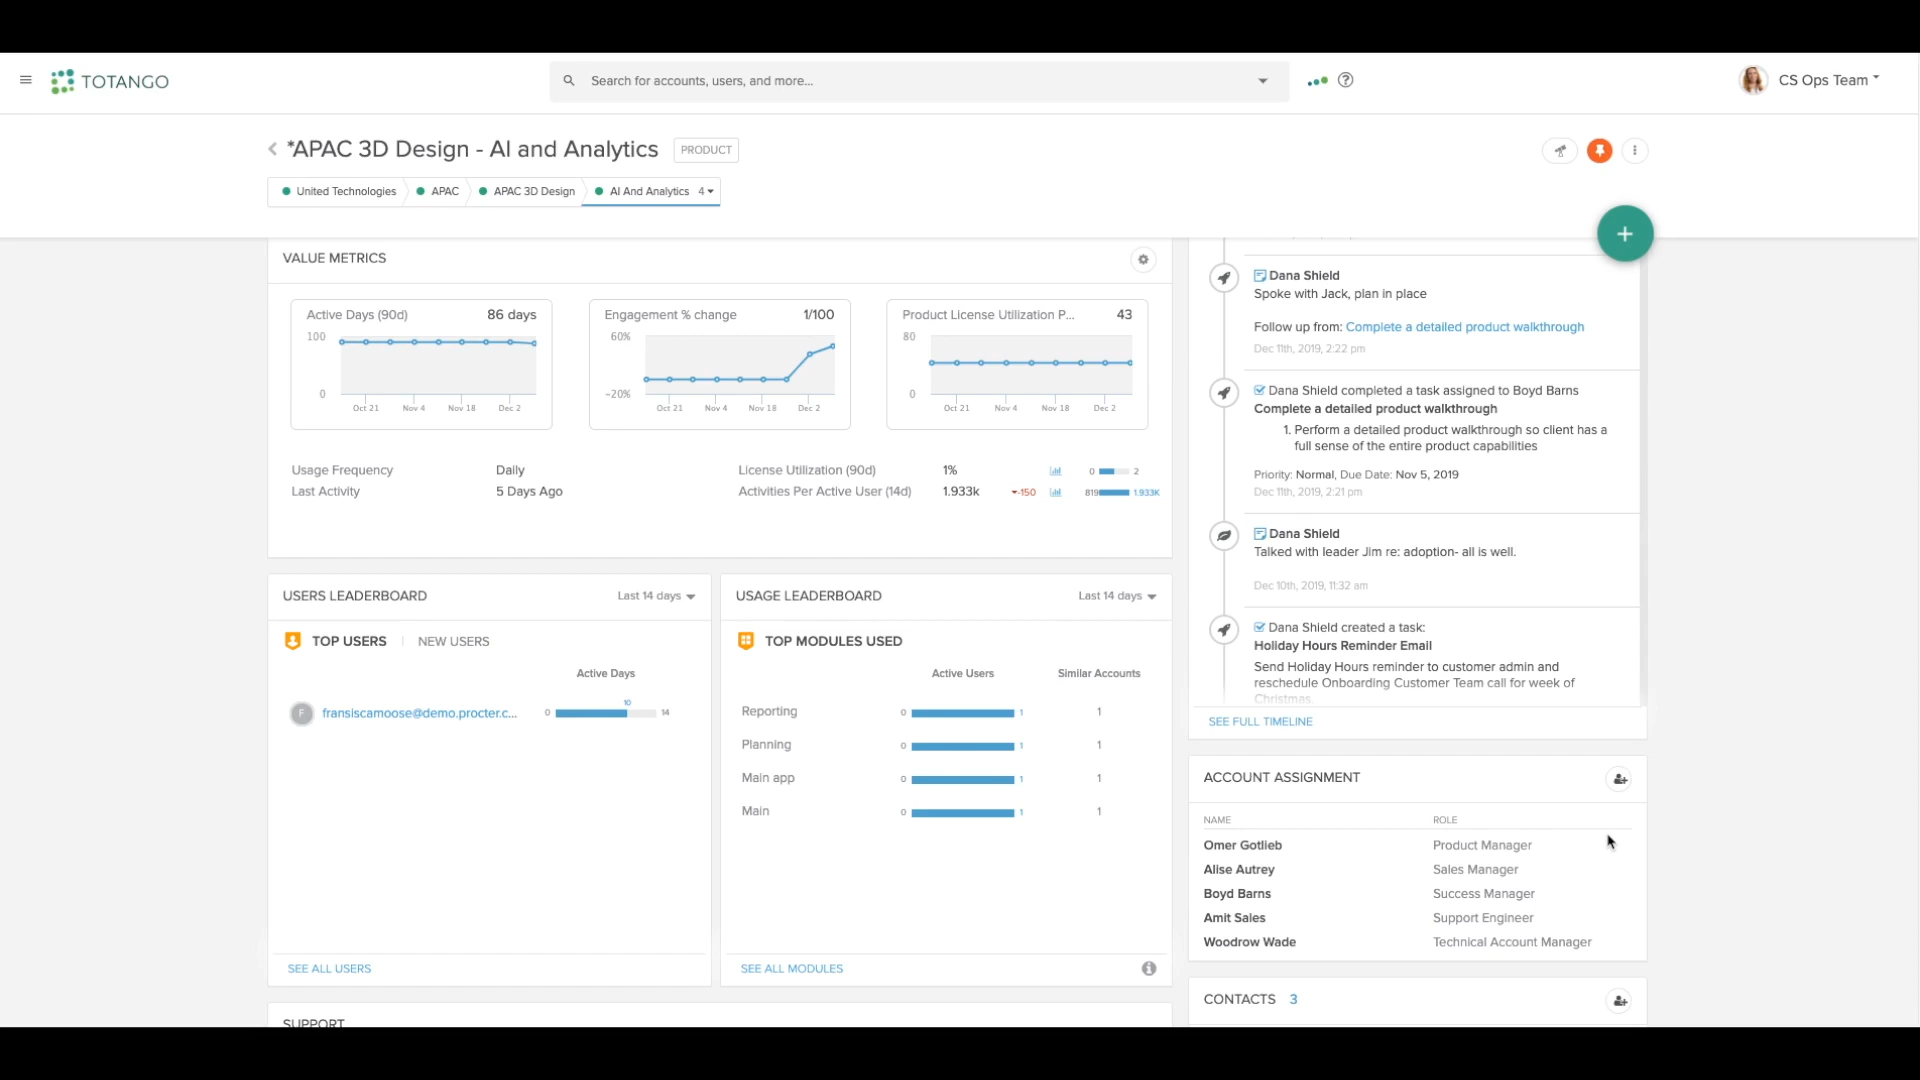 TOTANGO
Search for accounts, users, and more...
CS Ops Team
*APAC 3D Design - AI and Analytics
PRODUCT
United Technologies
APAC
APAC 3D Design
AI And Analytics 4
VALUE METRICS
Active Days (90d) 86 days
100
0
Oct 21 Nov 4 Nov 18 Dec 2
Engagement % change 1/100
60%
-20%
Oct 21 Nov 4 Nov 18 Dec 2
Product License Utilization P... 43
80
0
Oct 21 Nov 4 Nov 18 Dec 2
Usage Frequency Daily
Last Activity 5 Days Ago
License Utilization (90d) 1% 0 2
Activities Per Active User (14d) 1.933k -150 819 1.933K
USERS LEADERBOARD Last 14 days
TOP USERS NEW USERS
Active Days
F fransiscamoose@demo.procter.c... 0 10 14
SEE ALL USERS
USAGE LEADERBOARD Last 14 days
TOP MODULES USED
Active Users Similar Accounts
Reporting 0 1 1
Planning 0 1 1
Main app 0 1 1
Main 0 1 1
SEE ALL MODULES
SUPPORT
Dana Shield
Spoke with Jack, plan in place
Follow up from: Complete a detailed product walkthrough
Dec 11th, 2019, 2:22 pm
Dana Shield completed a task assigned to Boyd Barns
Complete a detailed product walkthrough
1. Perform a detailed product walkthrough so client has a
full sense of the entire product capabilities
Priority: Normal, Due Date: Nov 5, 2019
Dec 11th, 2019, 2:21 pm
Dana Shield
Talked with leader Jim re: adoption- all is well.
Dec 10th, 2019, 11:32 am
Dana Shield created a task:
Holiday Hours Reminder Email
Send Holiday Hours reminder to customer admin and
reschedule Onboarding Customer Team call for week of
Christmas.
SEE FULL TIMELINE
ACCOUNT ASSIGNMENT
NAME ROLE
Omer Gotlieb Product Manager
Alise Autrey Sales Manager
Boyd Barns Success Manager
Amit Sales Support Engineer
Woodrow Wade Technical Account Manager
CONTACTS 3